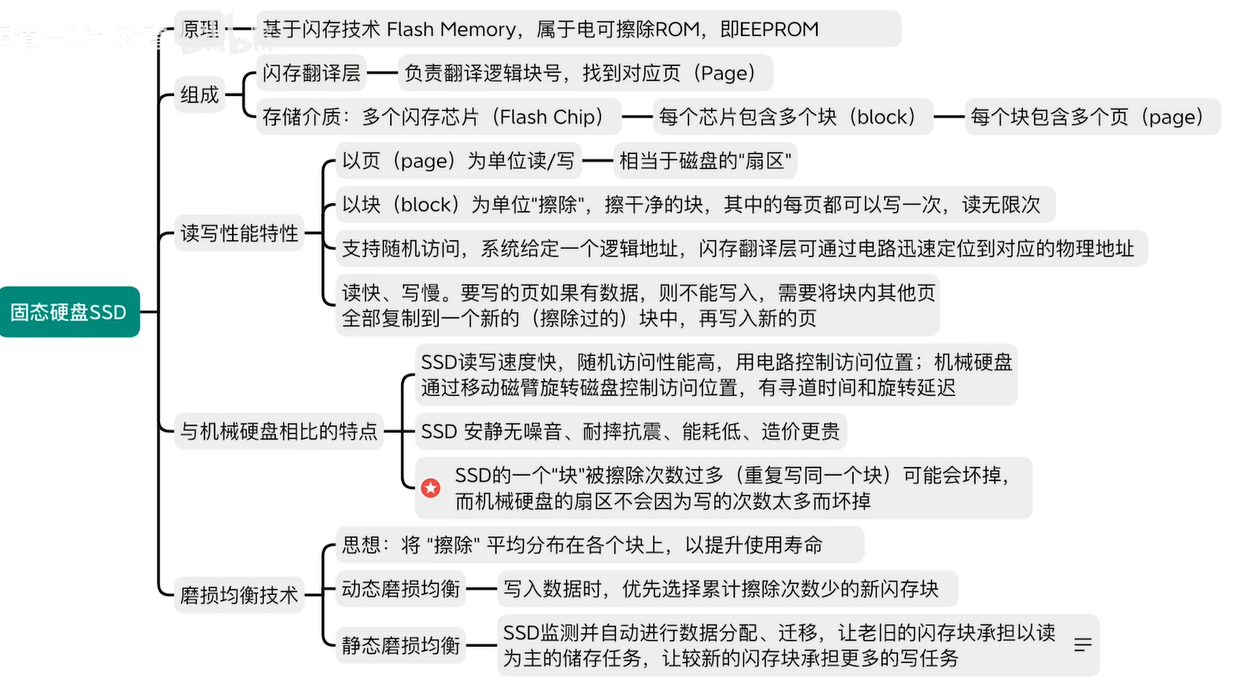 原理
基于闪存技术 Flash Memory，属于电可擦除ROM，即EEPROM
组成
闪存翻译层
负责翻译逻辑块号，找到对应页（Page）
存储介质：多个闪存芯片（Flash Chip）
每个芯片包含多个块（block）
每个块包含多个页（page）
读写性能特性
以页（page）为单位读/写
相当于磁盘的"扇区"
以块（block）为单位"擦除"，擦干净的块，其中的每页都可以写一次，读无限次
支持随机访问，系统给定一个逻辑地址，闪存翻译层可通过电路迅速定位到对应的物理地址
读快、写慢。要写的页如果有数据，则不能写入，需要将块内其他页
全部复制到一个新的（擦除过的）块中，再写入新的页
固态硬盘SSD
与机械硬盘相比的特点
SSD读写速度快，随机访问性能高，用电路控制访问位置；机械硬盘
通过移动磁臂旋转磁盘控制访问位置，有寻道时间和旋转延迟
SSD 安静无噪音、耐摔抗震、能耗低、造价更贵
SSD的一个"块"被擦除次数过多（重复写同一个块）可能会坏掉，
而机械硬盘的扇区不会因为写的次数太多而坏掉
磨损均衡技术
思想：将 "擦除" 平均分布在各个块上，以提升使用寿命
动态磨损均衡
写入数据时，优先选择累计擦除次数少的新闪存块
静态磨损均衡
SSD监测并自动进行数据分配、迁移，让老旧的闪存块承担以读
为主的储存任务，让较新的闪存块承担更多的写任务